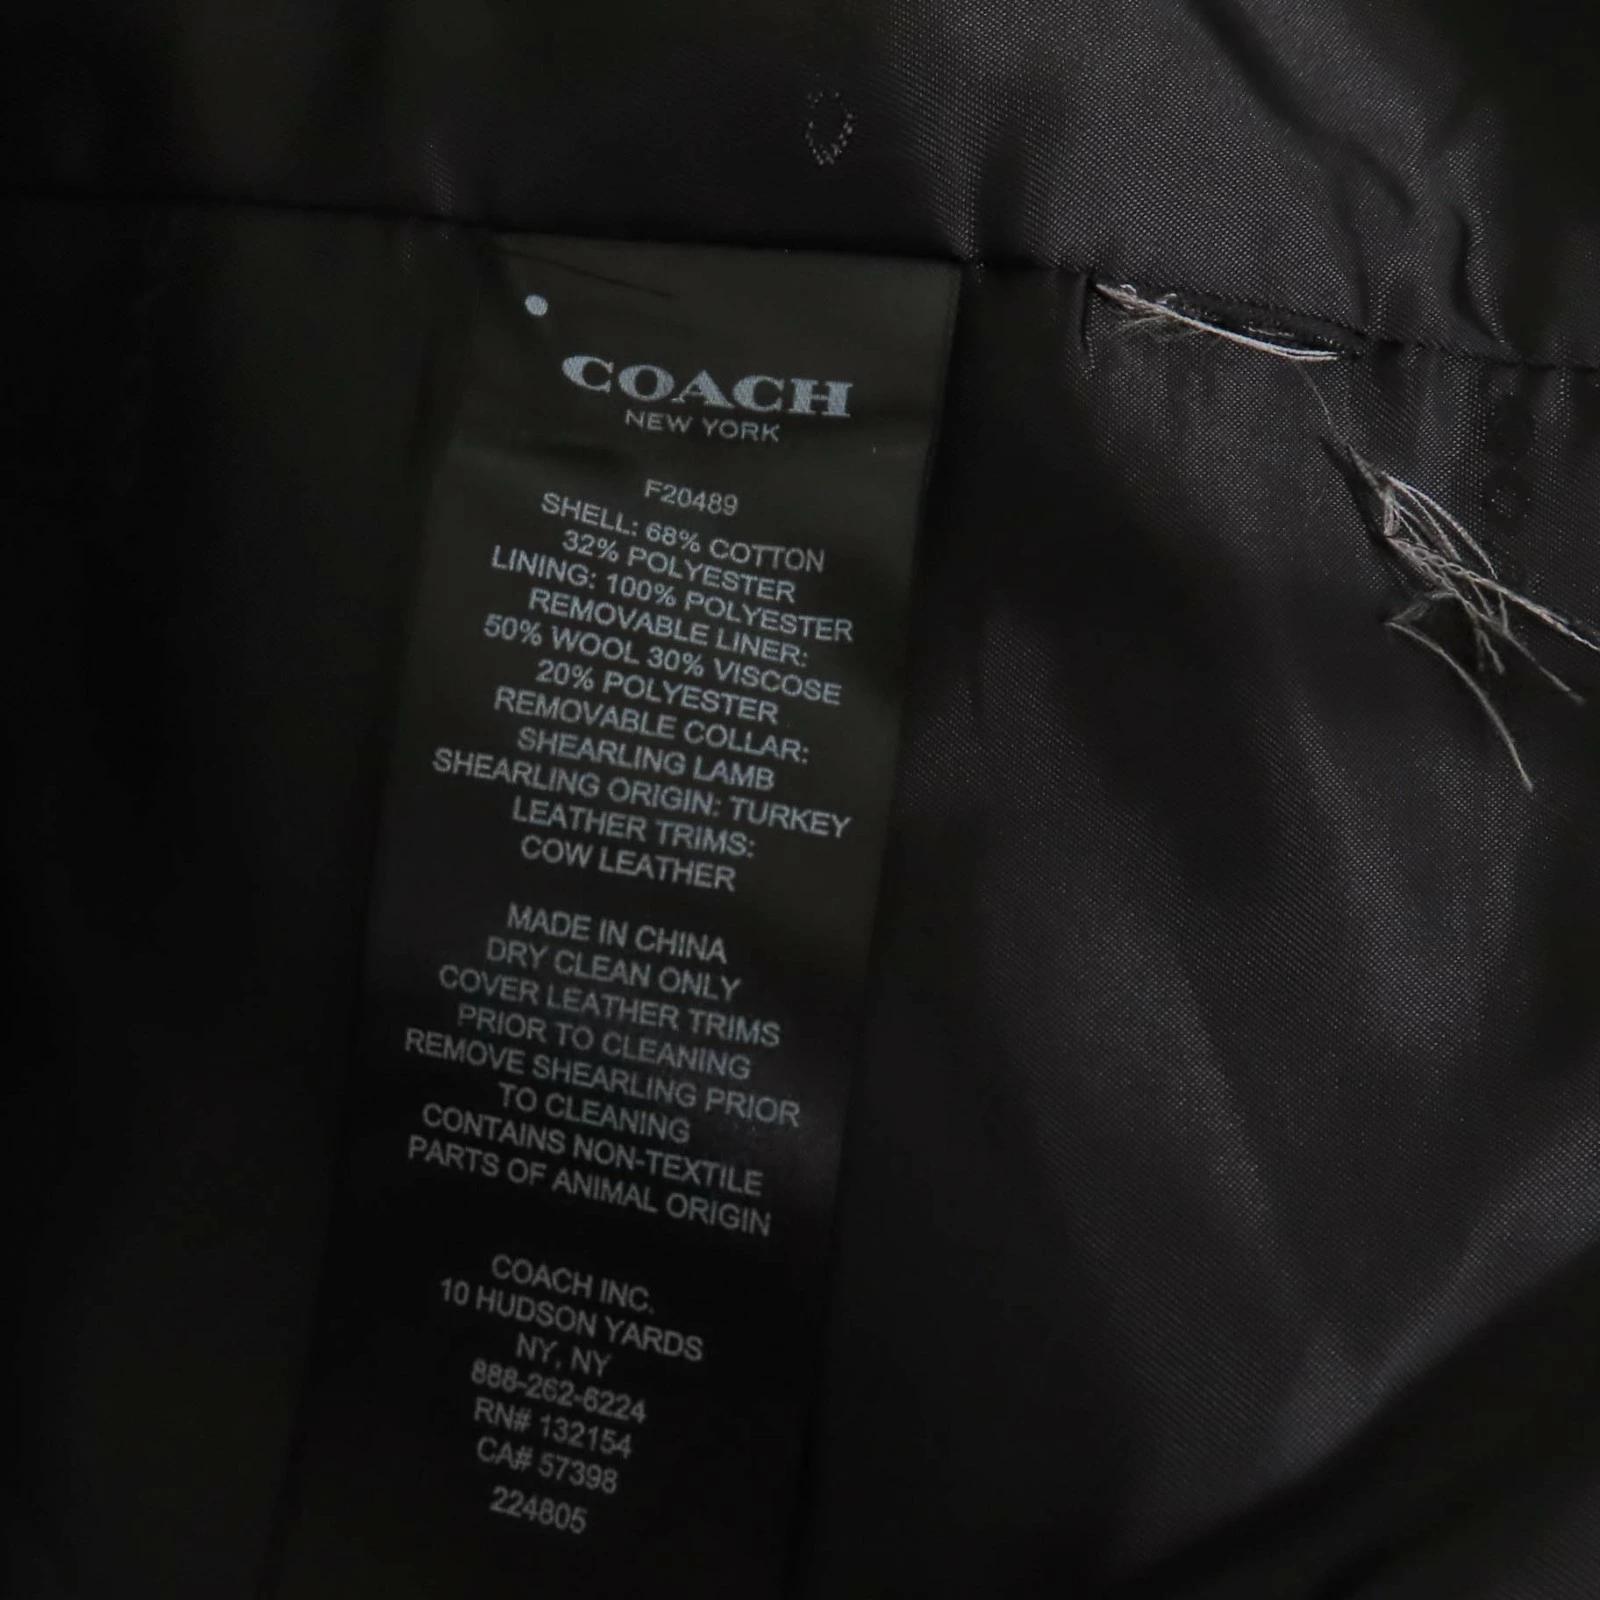 COACH
NEW YORK
F20489
SHELL: 68% COTTON
32% POLYESTER
LINING: 100% POLYESTER
REMOVABLE LINER:
50% WOOL 30% VISCOSE
20% POLYESTER
REMOVABLE COLLAR:
SHEARLING LAMB
SHEARLING ORIGIN: TURKEY
LEATHER TRIMS:
COW LEATHER
MADE IN CHINA
DRY CLEAN ONLY
COVER LEATHER TRIMS
PRIOR TO CLEANING
REMOVE SHEARLING PRIOR
TO CLEANING
CONTAINS NON-TEXTILE
PARTS OF ANIMAL ORIGIN
COACH INC.
10 HUDSON YARDS
NY, NY
888-262-6224
RN# 132154
CA# 57398
224805